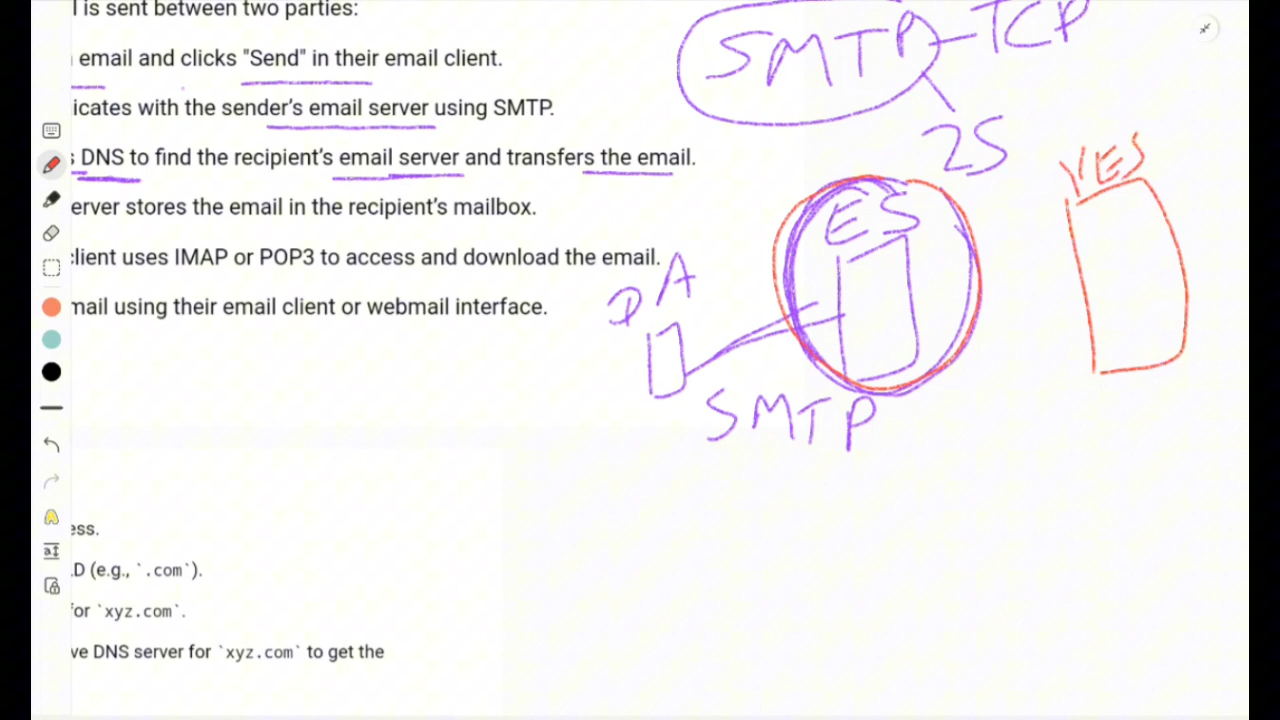 l is sent between two parties:
email and clicks "Send" in their email client.
icates with the sender's email server using SMTP.
s DNS to find the recipient's email server and transfers the email.
erver stores the email in the recipient's mailbox.
client uses IMAP or POP3 to access and download the email.
mail using their email client or webmail interface.
ess.
LD (e.g., `.com`).
for `xyz.com`.
ve DNS server for `xyz.com` to get the
SMTP - TCP
25
YES
ES
A
SMTP